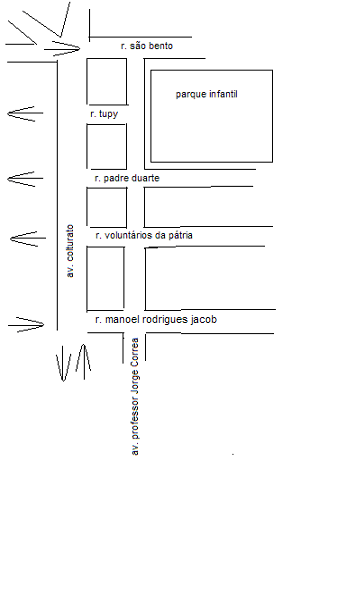 r. são bento
parque infantil
r. tupy
r. padre duarte
r. voluntários da pátria
av. colturato
r. manoel rodrigues jacob
av. professor Jorge Correa